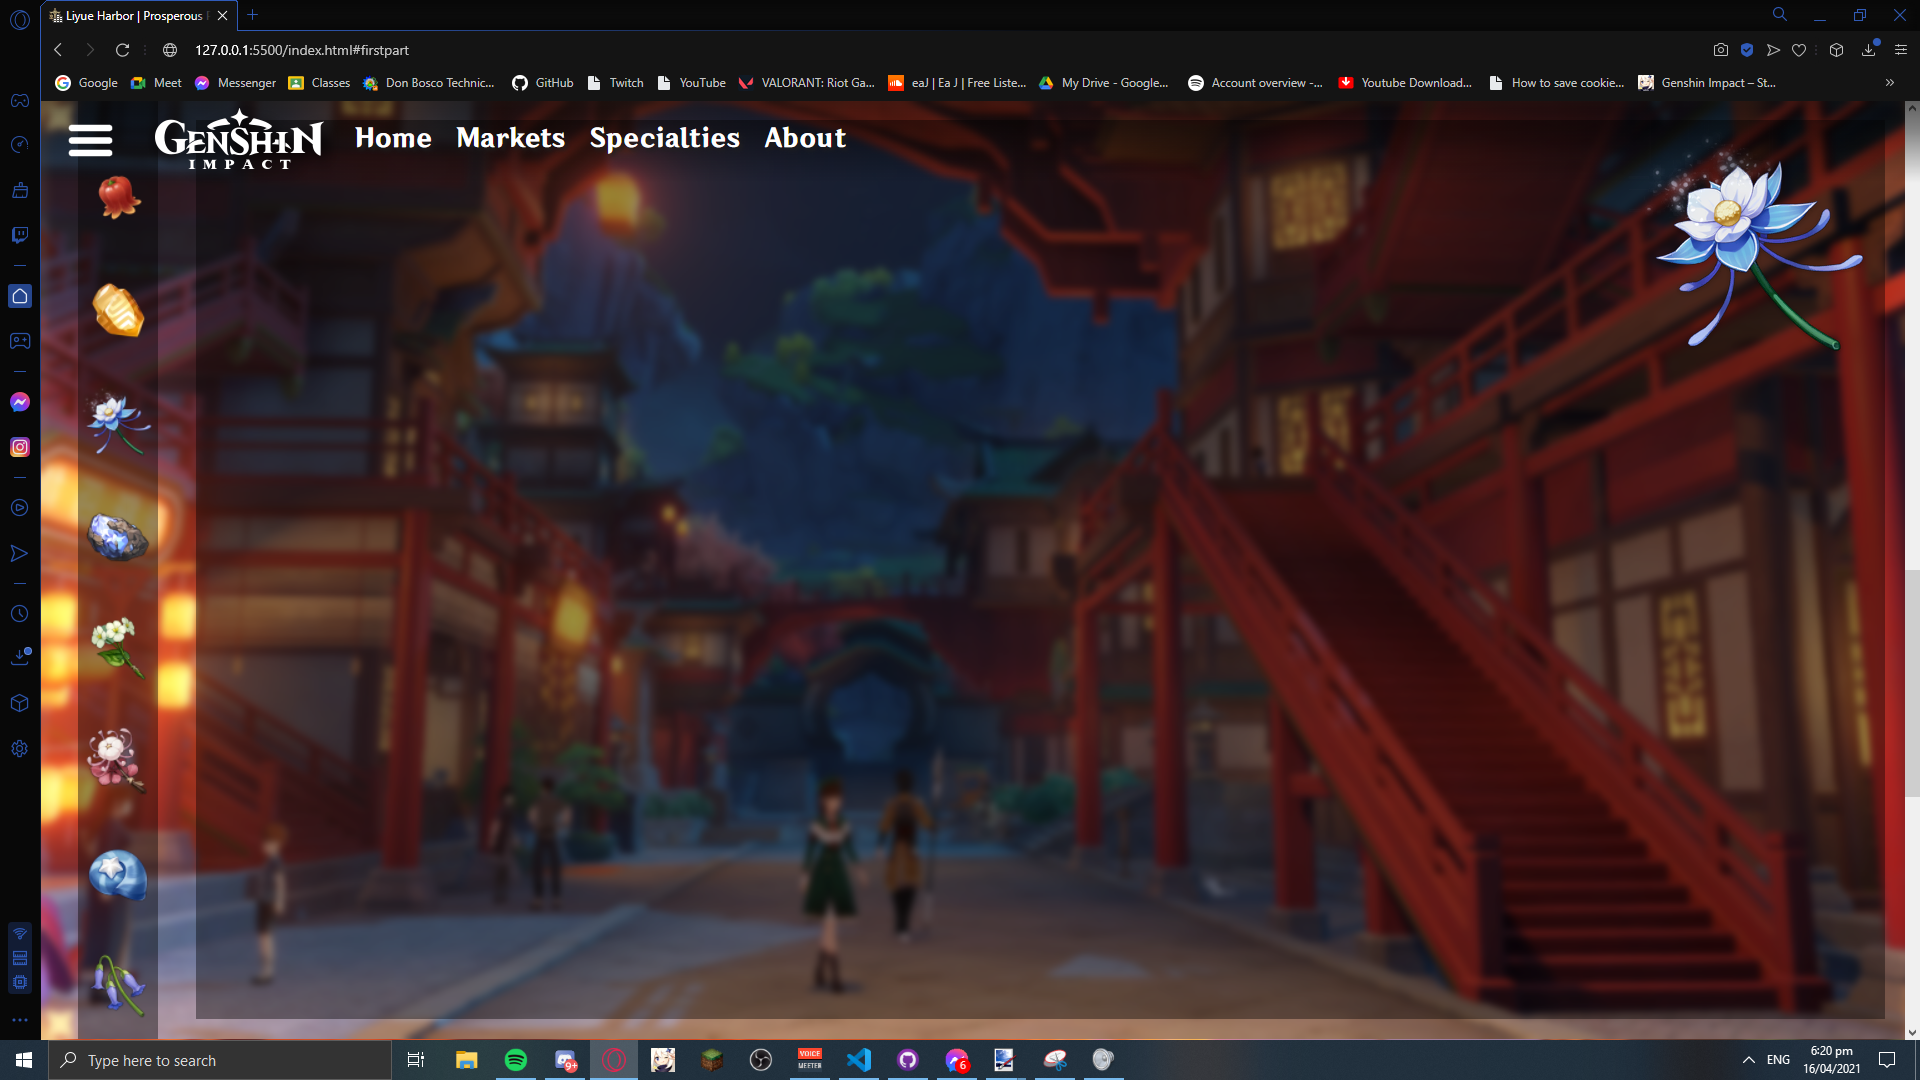 Liyue Harbor | Prosperous
127.0.0.1:5500/index.html#firstpart
Google Meet Messenger Classes Don Bosco Technic... GitHub Twitch YouTube VALORANT: Riot Ga... eaJ | Ea J | Free Liste... My Drive - Google... Account overview -... Youtube Download... How to save cookie... Genshin Impact – St... »
GENSHIN
IMPACT
Home Markets Specialties About
Type here to search
9+
VOICE
MEETER
6
ENG
6:20 pm
16/04/2021